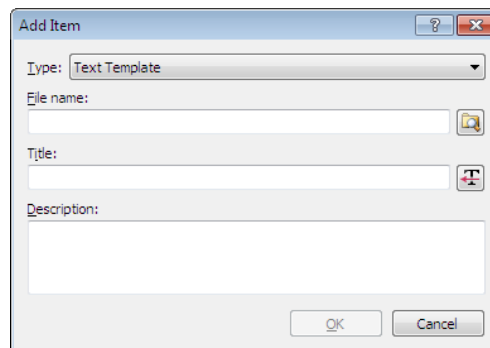 Add Item
Type: Text Template
File name:
Title:
Description:
OK Cancel